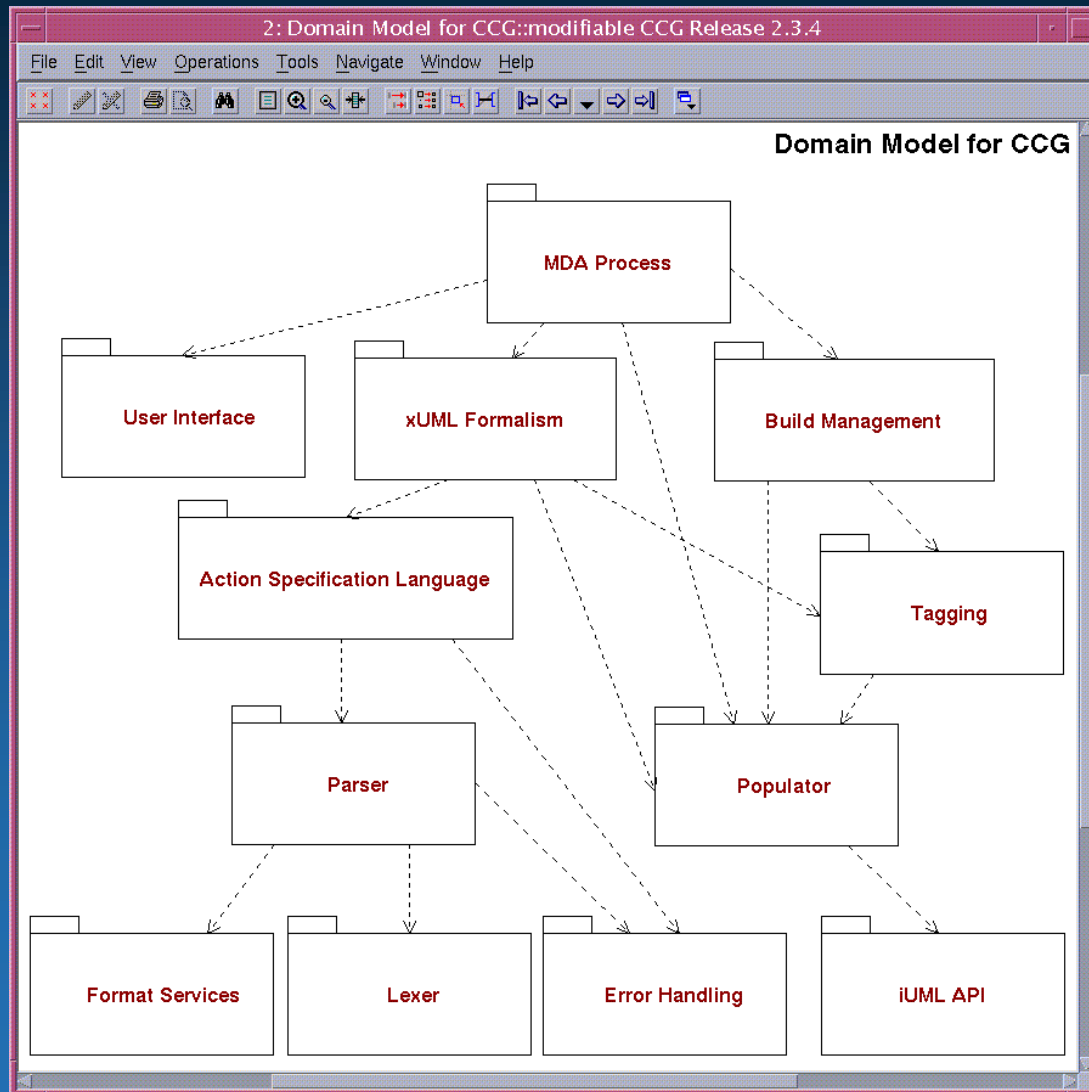 2: Domain Model for CCG::modifiable CCG Release 2.3.4
File Edit View Operations Tools Navigate Window Help
Domain Model for CCG
MDA Process
User Interface
xUML Formalism
Build Management
Action Specification Language
Tagging
Parser
Populator
Format Services
Lexer
Error Handling
iUML API